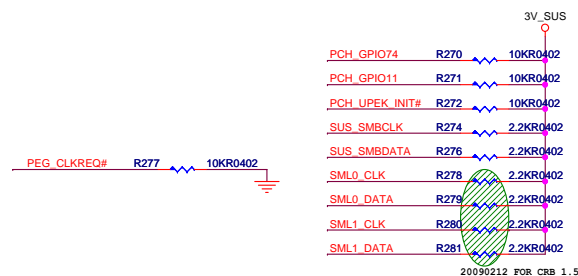 3V_SUS
PCH_GPIO74 R270 10KR0402
PCH_GPIO11 R271 10KR0402
PCH_UPEK_INIT# R272 10KR0402
SUS_SMBCLK R274 2.2KR0402
SUS_SMBDATA R276 2.2KR0402
PEG_CLKREQ# R277 10KR0402
SML0_CLK R278 2.2KR0402
SML0_DATA R279 2.2KR0402
SML1_CLK R280 2.2KR0402
SML1_DATA R281 2.2KR0402
20090212 FOR CRB 1.5